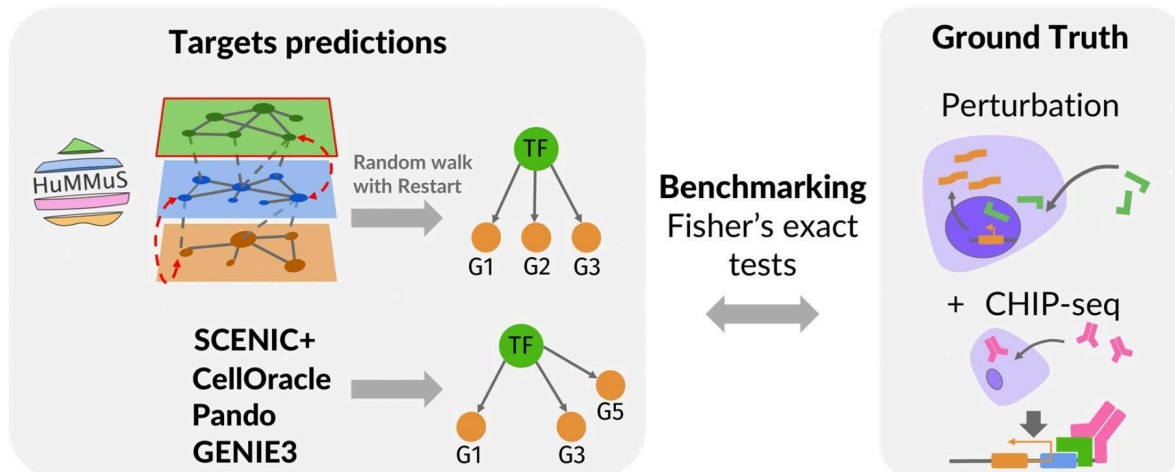 Targets predictions
HuMMuS
Random walk
with Restart
TF
G1 G2 G3
SCENIC+
CellOracle
Pando
GENIE3
TF
G5
G1 G3
Benchmarking
Fisher's exact
tests
Ground Truth
Perturbation
+ CHIP-seq